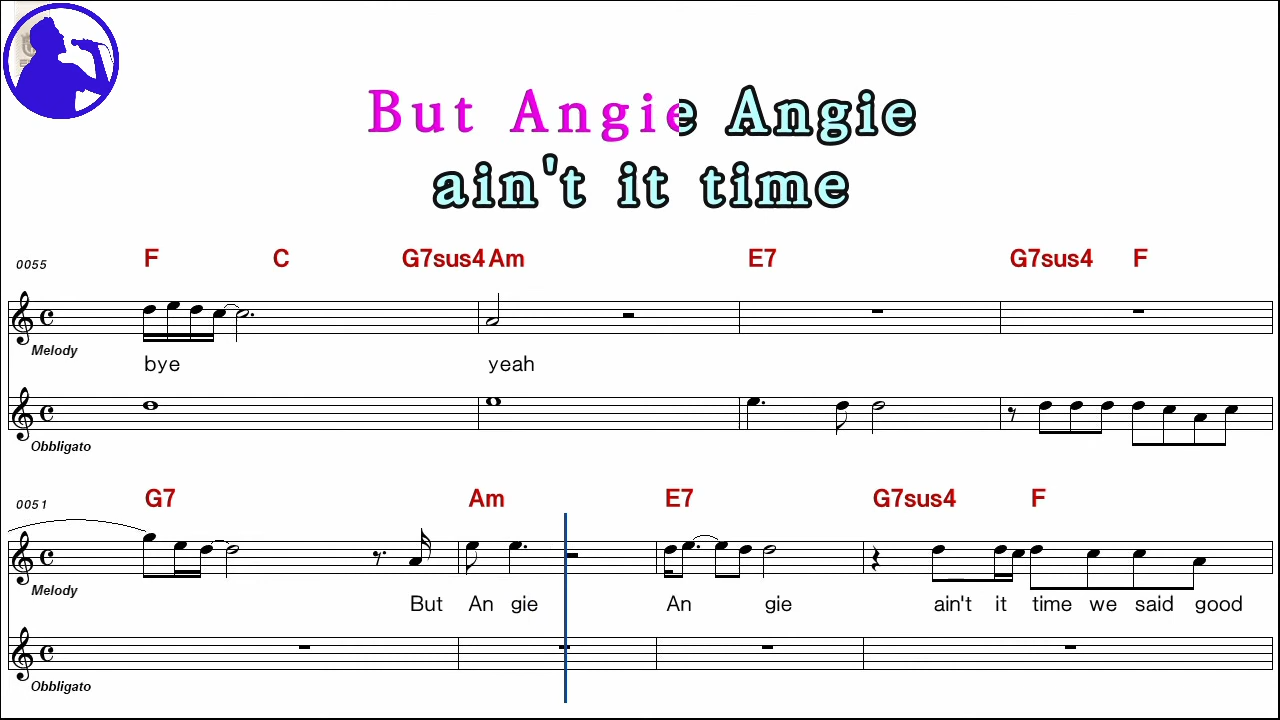 But Angie Angie
ain't it time
0055 F C G7sus4 Am E7 G7sus4 F
Melody
bye yeah
Obbligato
0051 G7 Am E7 G7sus4 F
Melody
But An gie An gie ain't it time we said good
Obbligato